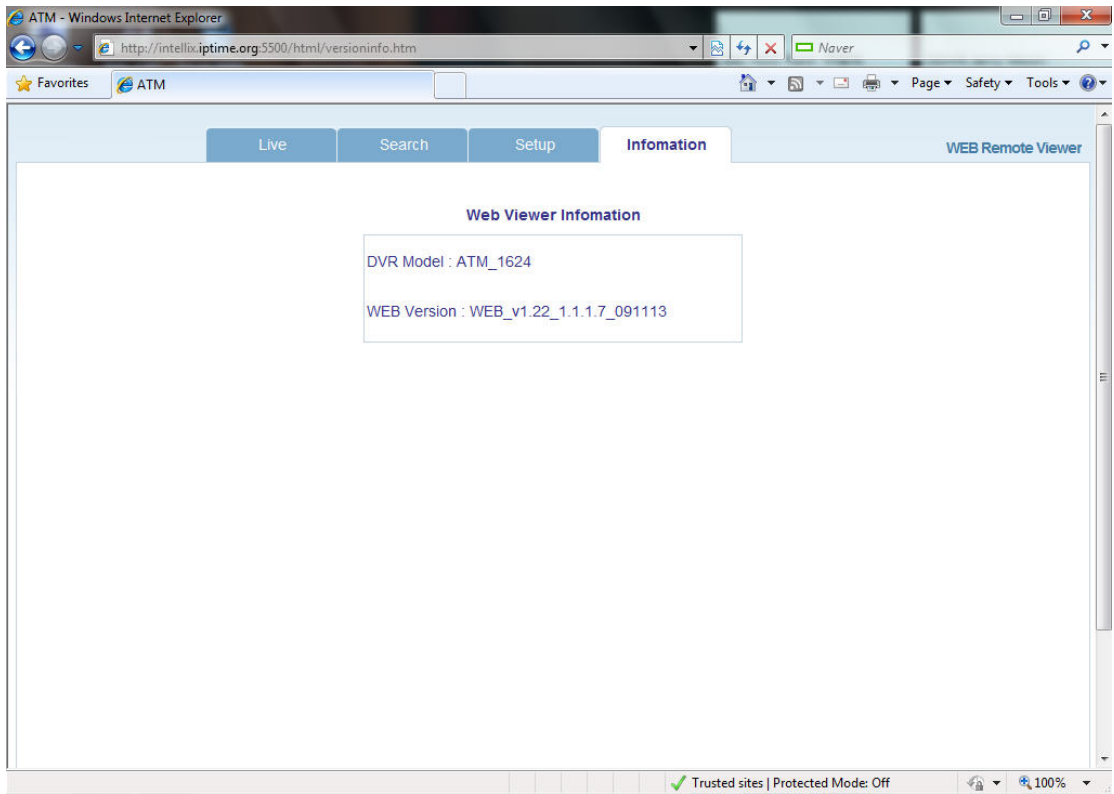 ATM - Windows Internet Explorer
http://intellix.iptime.org:5500/html/versioninfo.htm
Naver
Favorites
ATM
Page
Safety
Tools
Live
Search
Setup
Infomation
WEB Remote Viewer
Web Viewer Infomation
DVR Model : ATM_1624
WEB Version : WEB_v1.22_1.1.1.7_091113
Trusted sites | Protected Mode: Off
100%